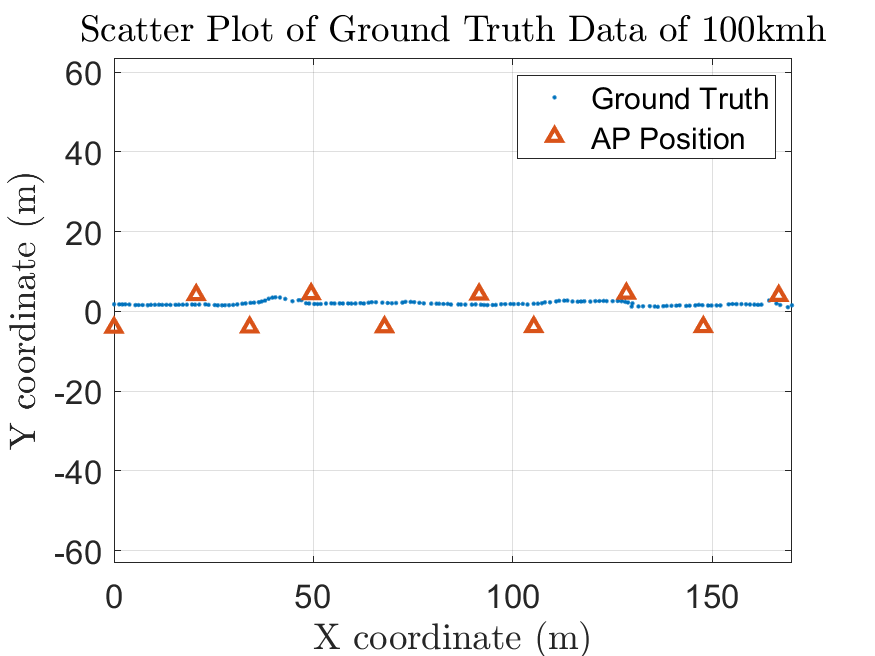 Scatter Plot of Ground Truth Data of 100kmh
60
40
20
0
-20
-40
-60
Y coordinate (m)
Ground Truth
AP Position
0 50 100 150
X coordinate (m)